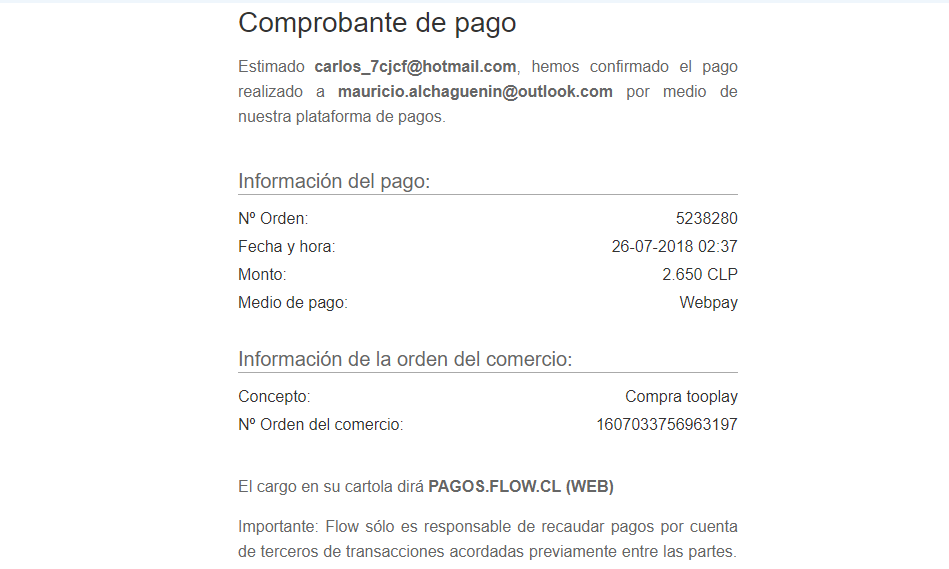 Comprobante de pago
Estimado carlos_7cjcf@hotmail.com, hemos confirmado el pago
realizado a mauricio.alchaguenin@outlook.com por medio de
nuestra plataforma de pagos.
Información del pago:
Nº Orden: 5238280
Fecha y hora: 26-07-2018 02:37
Monto: 2.650 CLP
Medio de pago: Webpay
Información de la orden del comercio:
Concepto: Compra tooplay
Nº Orden del comercio: 1607033756963197
El cargo en su cartola dirá PAGOS.FLOW.CL (WEB)
Importante: Flow sólo es responsable de recaudar pagos por cuenta
de terceros de transacciones acordadas previamente entre las partes.